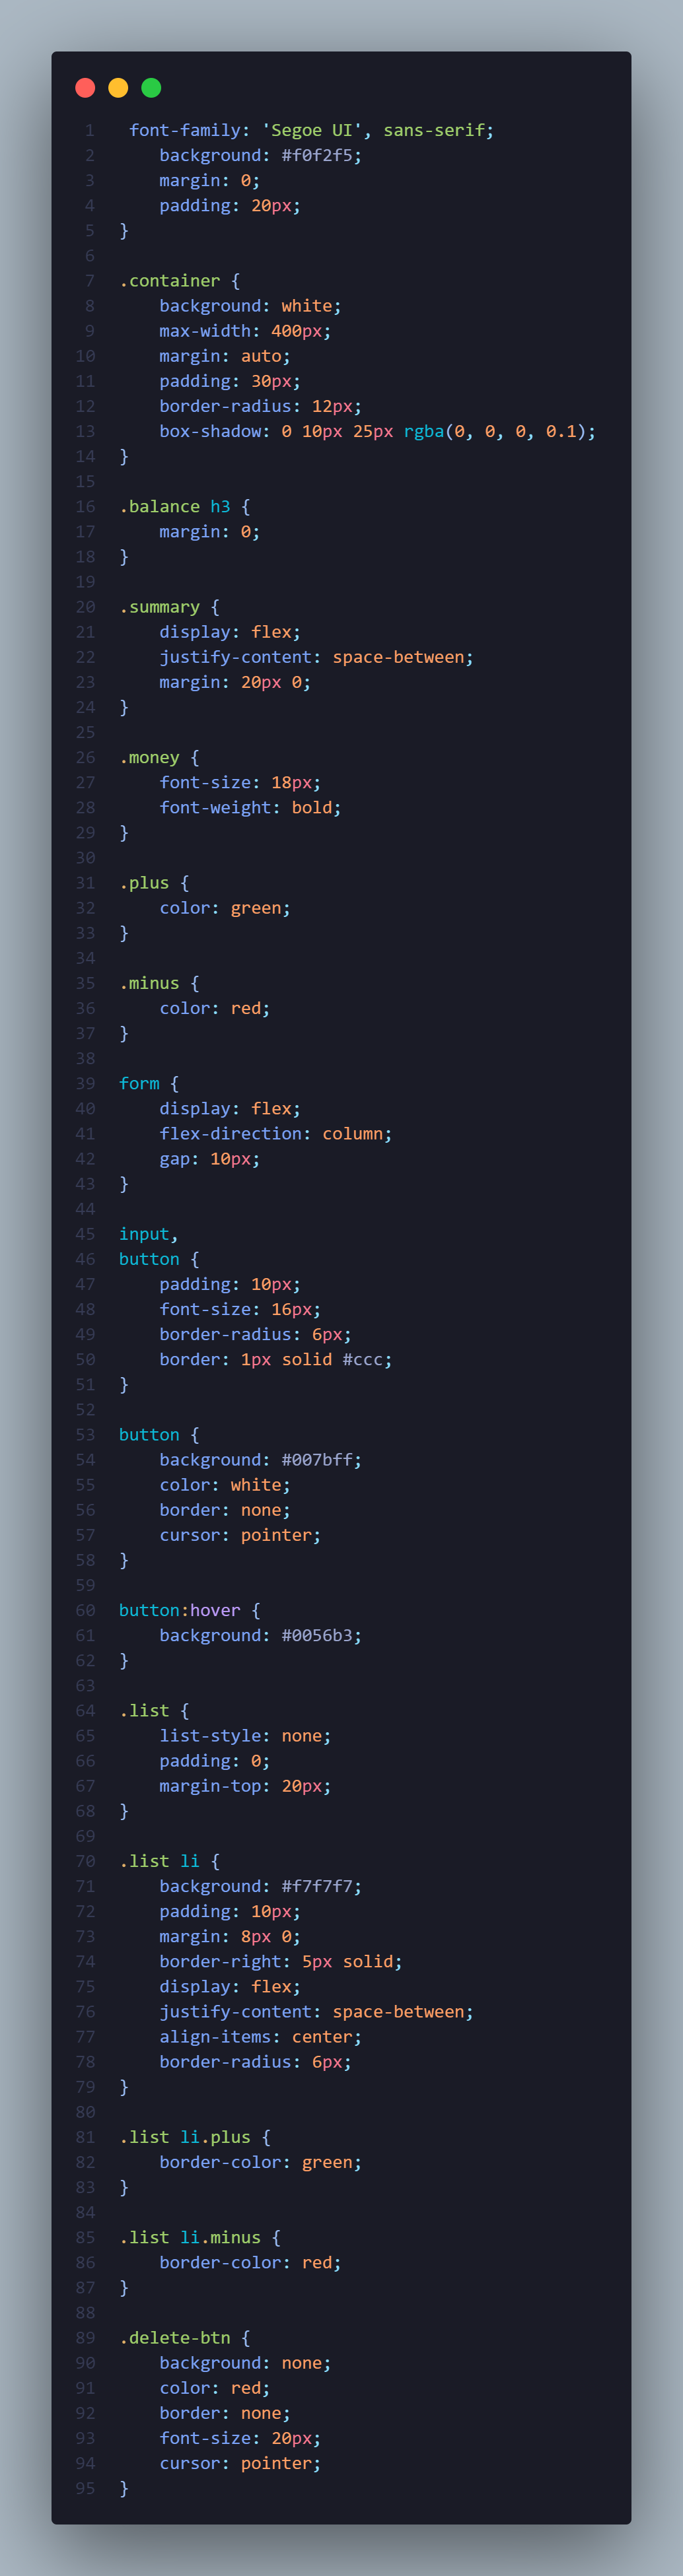 1 font-family: 'Segoe UI', sans-serif;
2 background: #f0f2f5;
3 margin: 0;
4 padding: 20px;
5 }
6
7 .container {
8 background: white;
9 max-width: 400px;
10 margin: auto;
11 padding: 30px;
12 border-radius: 12px;
13 box-shadow: 0 10px 25px rgba(0, 0, 0, 0.1);
14 }
15
16 .balance h3 {
17 margin: 0;
18 }
19
20 .summary {
21 display: flex;
22 justify-content: space-between;
23 margin: 20px 0;
24 }
25
26 .money {
27 font-size: 18px;
28 font-weight: bold;
29 }
30
31 .plus {
32 color: green;
33 }
34
35 .minus {
36 color: red;
37 }
38
39 form {
40 display: flex;
41 flex-direction: column;
42 gap: 10px;
43 }
44
45 input,
46 button {
47 padding: 10px;
48 font-size: 16px;
49 border-radius: 6px;
50 border: 1px solid #ccc;
51 }
52
53 button {
54 background: #007bff;
55 color: white;
56 border: none;
57 cursor: pointer;
58 }
59
60 button:hover {
61 background: #0056b3;
62 }
63
64 .list {
65 list-style: none;
66 padding: 0;
67 margin-top: 20px;
68 }
69
70 .list li {
71 background: #f7f7f7;
72 padding: 10px;
73 margin: 8px 0;
74 border-right: 5px solid;
75 display: flex;
76 justify-content: space-between;
77 align-items: center;
78 border-radius: 6px;
79 }
80
81 .list li.plus {
82 border-color: green;
83 }
84
85 .list li.minus {
86 border-color: red;
87 }
88
89 .delete-btn {
90 background: none;
91 color: red;
92 border: none;
93 font-size: 20px;
94 cursor: pointer;
95 }